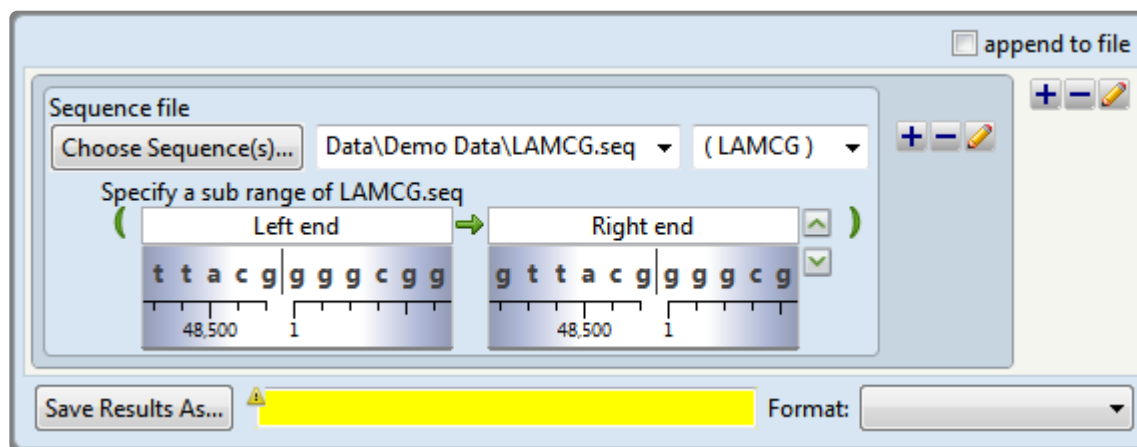 append to file
Sequence file
Choose Sequence(s)... Data\Demo Data\LAMCG.seq ( LAMCG )
Specify a sub range of LAMCG.seq
( Left end Right end )
t t a c g g g g c g g g t t a c g g g g c g
48,500 1 48,500 1
Save Results As... Format: